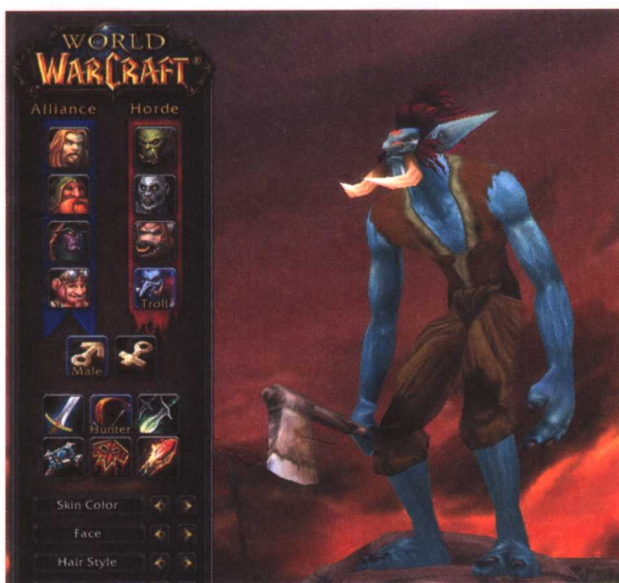 WORLD
WARCRAFT®
Alliance Horde
Troll
Male
Hunter
Skin Color
Face
Hair Style